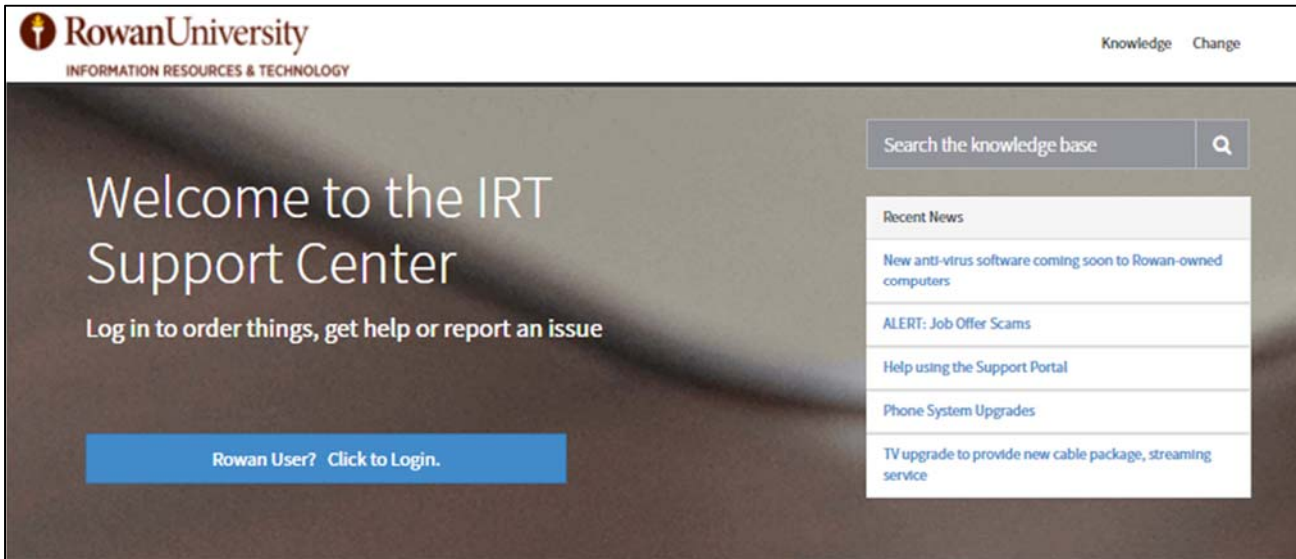 RowanUniversity
INFORMATION RESOURCES & TECHNOLOGY
Knowledge Change
Search the knowledge base
Welcome to the IRT
Support Center
Log in to order things, get help or report an issue
Rowan User? Click to Login.
Recent News
New anti-virus software coming soon to Rowan-owned
computers
ALERT: Job Offer Scams
Help using the Support Portal
Phone System Upgrades
TV upgrade to provide new cable package, streaming
service